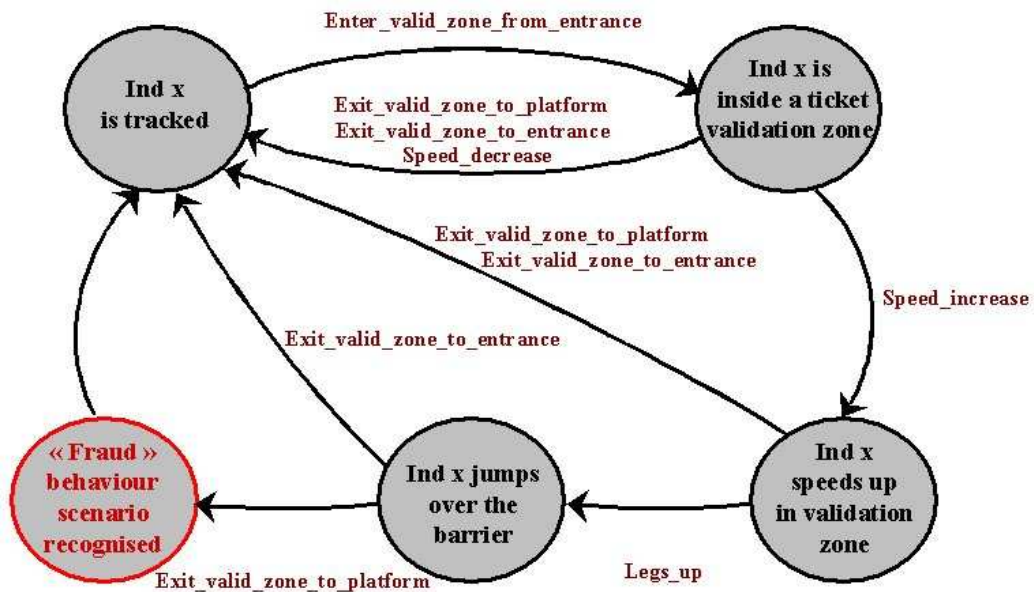 Enter_valid_zone_from_entrance
Ind x
is tracked
Ind x is
inside a ticket
validation zone
Exit_valid_zone_to_platform
Exit_valid_zone_to_entrance
Speed_decrease
Exit_valid_zone_to_platform
Exit_valid_zone_to_entrance
Speed_increase
Exit_valid_zone_to_entrance
« Fraud »
behaviour
scenario
recognised
Ind x jumps
over the
barrier
Ind x
speeds up
in validation
zone
Exit_valid_zone_to_platform
Legs_up